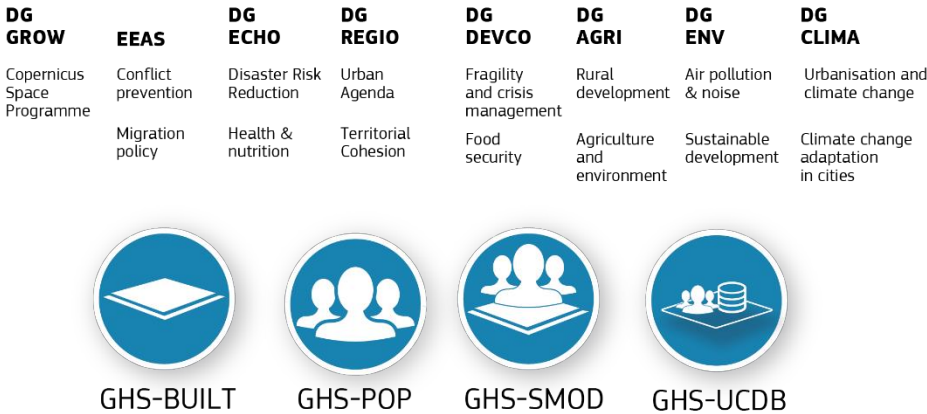 DG GROW
Copernicus
Space
Programme
EEAS
Conflict
prevention
Migration
policy
DG
ECHO
Disaster Risk
Reduction
Health &
nutrition
DG
REGIO
Urban
Agenda
Territorial
Cohesion
DG
DEVCO
Fragility
and crisis
management
Food
security
DG
AGRI
Rural
development
Agriculture
and
environment
DG
ENV
Air pollution
& noise
Sustainable
development
DG
CLIMA
Urbanisation and
climate change
Climate change
adaptation
in cities
GHS-BUILT
GHS-POP
GHS-SMOD
GHS-UCDB